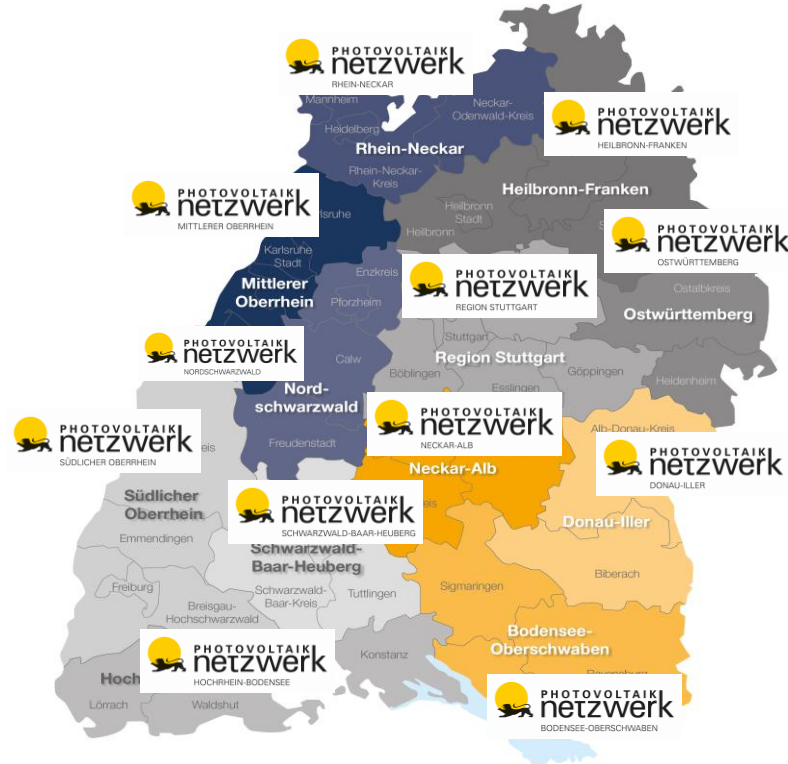 PHOTOVOLTAIK
netzwerk
RHEIN-NECKAR
Mannheim
Neckar-
Odenwald-Kreis
Heidelberg
Rhein-Neckar
Rhein-Neckar-
Kreis
PHOTOVOLTAIK
netzwerk
HEILBRONN-FRANKEN
Heilbronn-Franken
Heilbronn
Stadt
Heilbronn
PHOTOVOLTAIK
netzwerk
MITTLERER OBERRHEIN
Karlsruhe
Stadt
Mittlerer
Oberrhein
Enzkreis
Pforzheim
Calw
PHOTOVOLTAIK
netzwerk
OSTWÜRTTEMBERG
Ostalbkreis
Ostwürttemberg
Heidenheim
PHOTOVOLTAIK
netzwerk
REGION STUTTGART
Stuttgart
Region Stuttgart
Böblingen
Esslingen
Göppingen
PHOTOVOLTAIK
netzwerk
NORDSCHWARZWALD
Nord-
schwarzwald
Freudenstadt
PHOTOVOLTAIK
netzwerk
NECKAR-ALB
Neckar-Alb
Alb-Donau-Kreis
PHOTOVOLTAIK
netzwerk
DONAU-ILLER
Donau-Iller
Biberach
PHOTOVOLTAIK
netzwerk
SÜDLICHER OBERRHEIN
Südlicher
Oberrhein
Emmendingen
Freiburg
Breisgau-
Hochschwarzwald
PHOTOVOLTAIK
netzwerk
SCHWARZWALD-BAAR-HEUBERG
Schwarzwald-
Baar-Heuberg
Schwarzwald-
Baar-Kreis
Tuttlingen
Sigmaringen
Bodensee-
Oberschwaben
Ravensburg
PHOTOVOLTAIK
netzwerk
HOCHRHEIN-BODENSEE
Konstanz
Hoch
Lörrach
Waldshut
PHOTOVOLTAIK
netzwerk
BODENSEE-OBERSCHWABEN